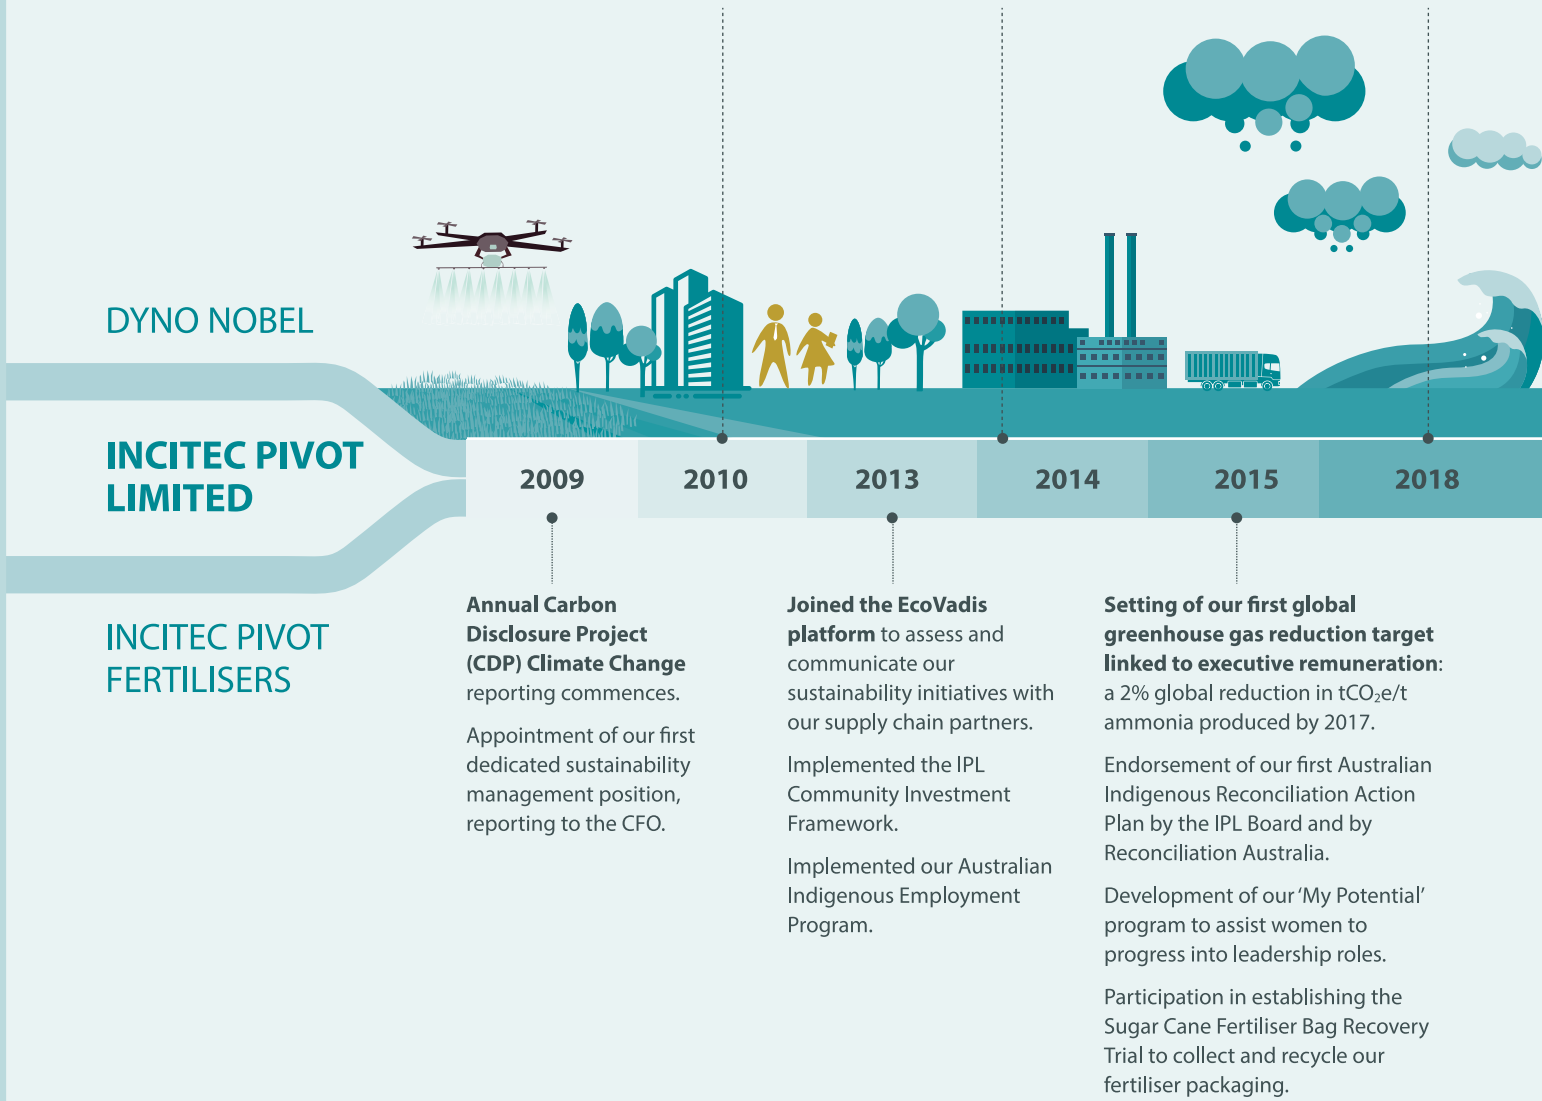 DYNO NOBEL
INCITEC PIVOT
LIMITED
INCITEC PIVOT
FERTILISERS
2009
2010
2013
2014
2015
2018
Annual Carbon
Disclosure Project
(CDP) Climate Change
reporting commences.
Appointment of our first
dedicated sustainability
management position,
reporting to the CFO.
Joined the EcoVadis
platform to assess and
communicate our
sustainability initiatives with
our supply chain partners.
Implemented the IPL
Community Investment
Framework.
Implemented our Australian
Indigenous Employment
Program.
Setting of our first global
greenhouse gas reduction target
linked to executive remuneration:
a 2% global reduction in tCO₂e/t
ammonia produced by 2017.
Endorsement of our first Australian
Indigenous Reconciliation Action
Plan by the IPL Board and by
Reconciliation Australia.
Development of our ‘My Potential’
program to assist women to
progress into leadership roles.
Participation in establishing the
Sugar Cane Fertiliser Bag Recovery
Trial to collect and recycle our
fertiliser packaging.